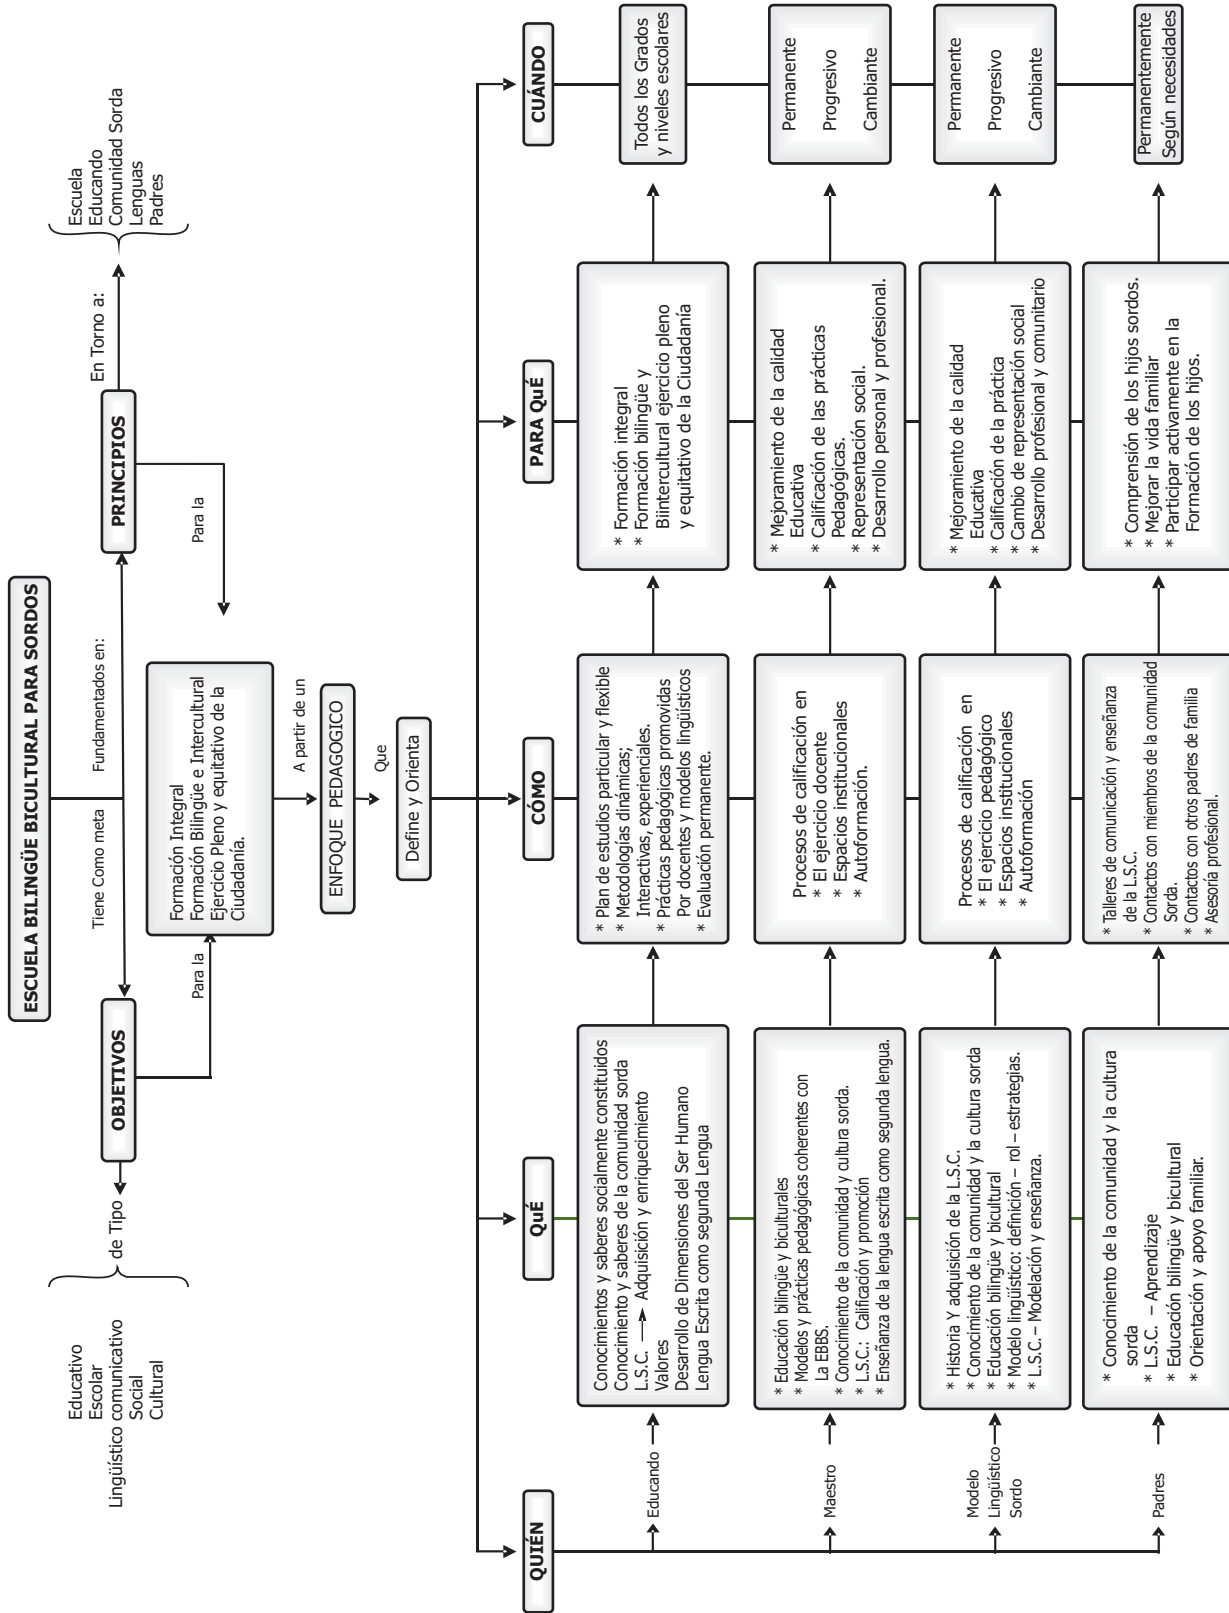 ESCUELA BILINGÜE BICULTURAL PARA SORDOS
Tiene Como meta
Fundamentados en:
OBJETIVOS
de Tipo
Educativo
Escolar
Lingüístico comunicativo
Social
Cultural
PRINCIPIOS
En Torno a:
Escuela
Educando
Comunidad Sorda
Lenguas
Padres
Para la
Para la
Formación Integral
Formación Bilingüe e Intercultural
Ejercicio Pleno y equitativo de la
Ciudadanía.
A partir de un
ENFOQUE PEDAGOGICO
Que
Define y Orienta
QUIÉN
QuÉ
CÓMO
PARA QuÉ
CUÁNDO
Educando
Conocimientos y saberes socialmente constituidos
Conocimiento y saberes de la comunidad sorda
L.S.C. → Adquisición y enriquecimiento
Valores
Desarrollo de Dimensiones del Ser Humano
Lengua Escrita como segunda Lengua
* Plan de estudios particular y flexible
* Metodologías dinámicas;
Interactivas, experienciales.
* Prácticas pedagógicas promovidas
Por docentes y modelos lingüísticos
* Evaluación permanente.
* Formación integral
* Formación bilingüe y
Biintercultural ejercicio pleno
y equitativo de la Ciudadanía
Todos los Grados
y niveles escolares
Maestro
* Educación bilingüe y biculturales
* Modelos y prácticas pedagógicas coherentes con
La EBBS.
* Conocimiento de la comunidad y cultura sorda.
* L.S.C.: Calificación y promoción
* Enseñanza de la lengua escrita como segunda lengua.
Procesos de calificación en
* El ejercicio docente
* Espacios institucionales
* Autoformación.
* Mejoramiento de la calidad
Educativa
* Calificación de las prácticas
Pedagógicas.
* Representación social.
* Desarrollo personal y profesional.
Permanente
Progresivo
Cambiante
Modelo
Lingüístico
Sordo
* Historia Y adquisición de la L.S.C.
* Conocimiento de la comunidad y la cultura sorda
* Educación bilingüe y bicultural
* Modelo lingüístico: definición – rol – estrategias.
* L.S.C.– Modelación y enseñanza.
Procesos de calificación en
* El ejercicio pedagógico
* Espacios institucionales
* Autoformación
* Mejoramiento de la calidad
Educativa
* Calificación de la práctica
* Cambio de representación social
* Desarrollo profesional y comunitario
Permanente
Progresivo
Cambiante
Padres
* Conocimiento de la comunidad y la cultura
sorda
* L.S.C. – Aprendizaje
* Educación bilingüe y bicultural
* Orientación y apoyo familiar.
* Talleres de comunicación y enseñanza
de la L.S.C.
* Contactos con miembros de la comunidad
Sorda.
* Contactos con otros padres de familia
* Asesoría profesional.
* Comprensión de los hijos sordos.
* Mejorar la vida familiar
* Participar activamente en la
Formación de los hijos.
Permanentemente
Según necesidades